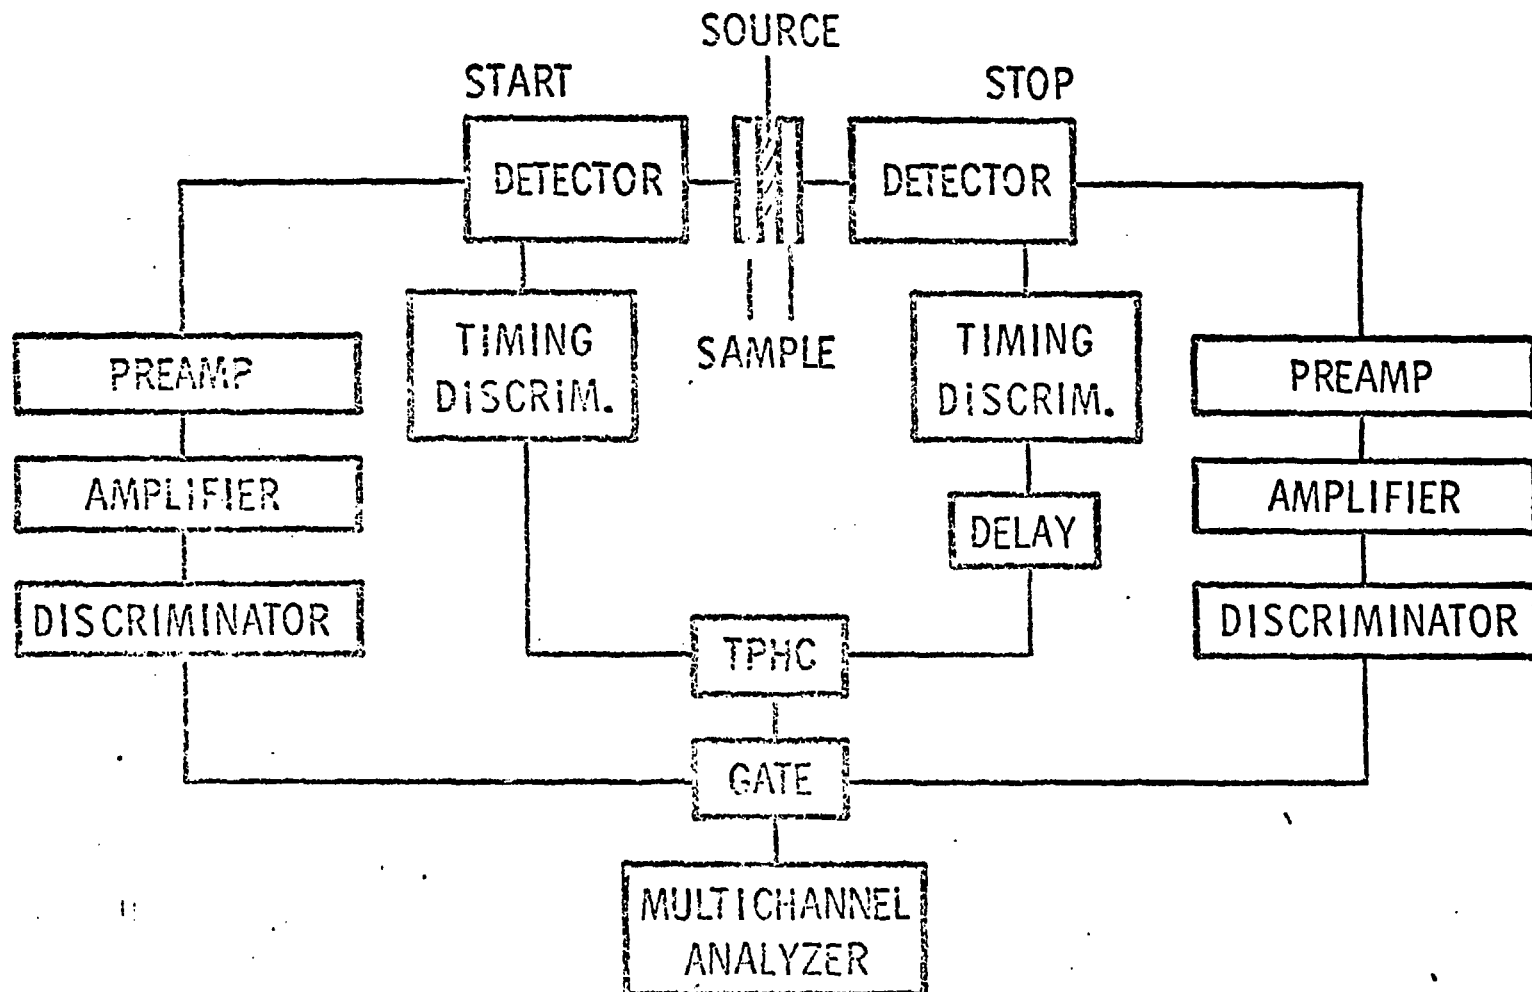 SOURCE
START
STOP
DETECTOR
DETECTOR
TIMING
DISCRIM.
SAMPLE
TIMING
DISCRIM.
PREAMP
PREAMP
AMPLIFIER
AMPLIFIER
DELAY
DISCRIMINATOR
TPHC
DISCRIMINATOR
GATE
MULTICHANNEL
ANALYZER